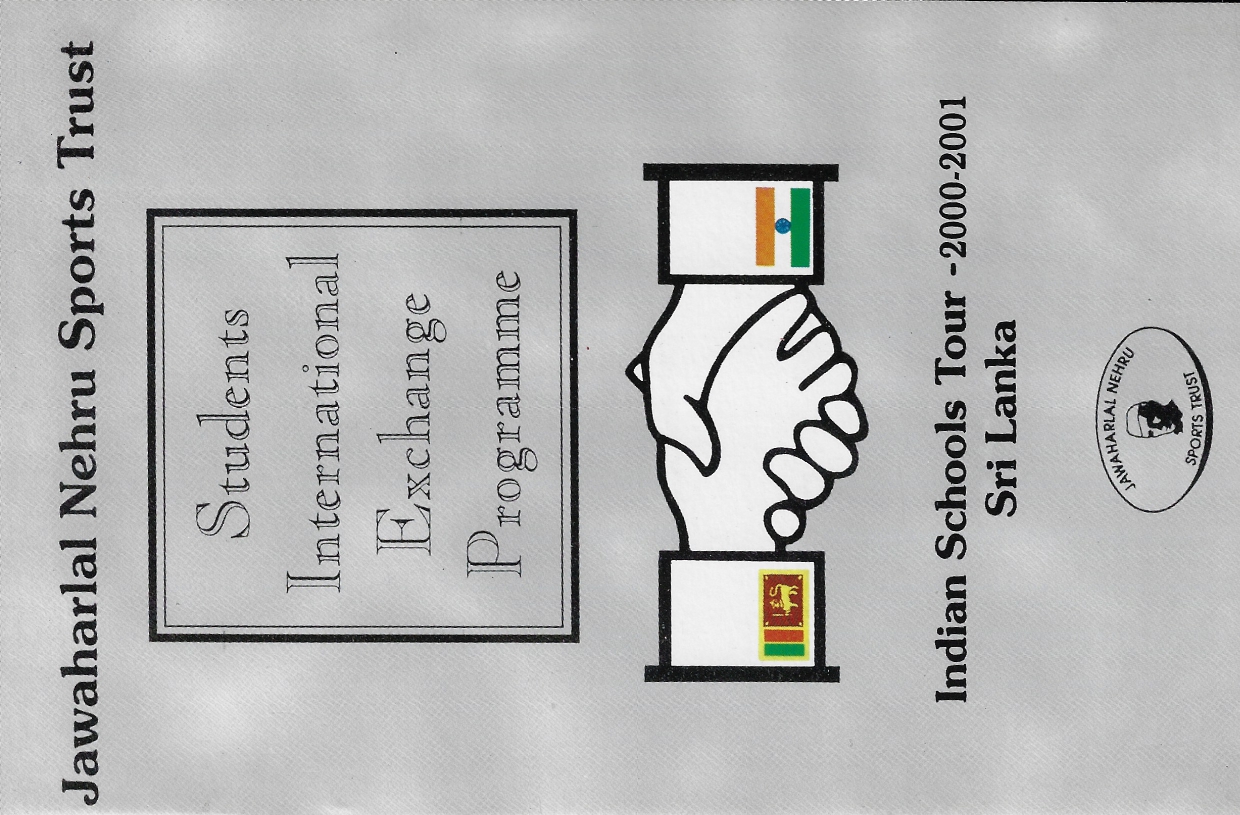 Jawaharlal Nehru Sports Trust
Students
International
Exchange
Programme
Indian Schools Tour -2000-2001
Sri Lanka
JAWAHARLAL NEHRU
SPORTS TRUST